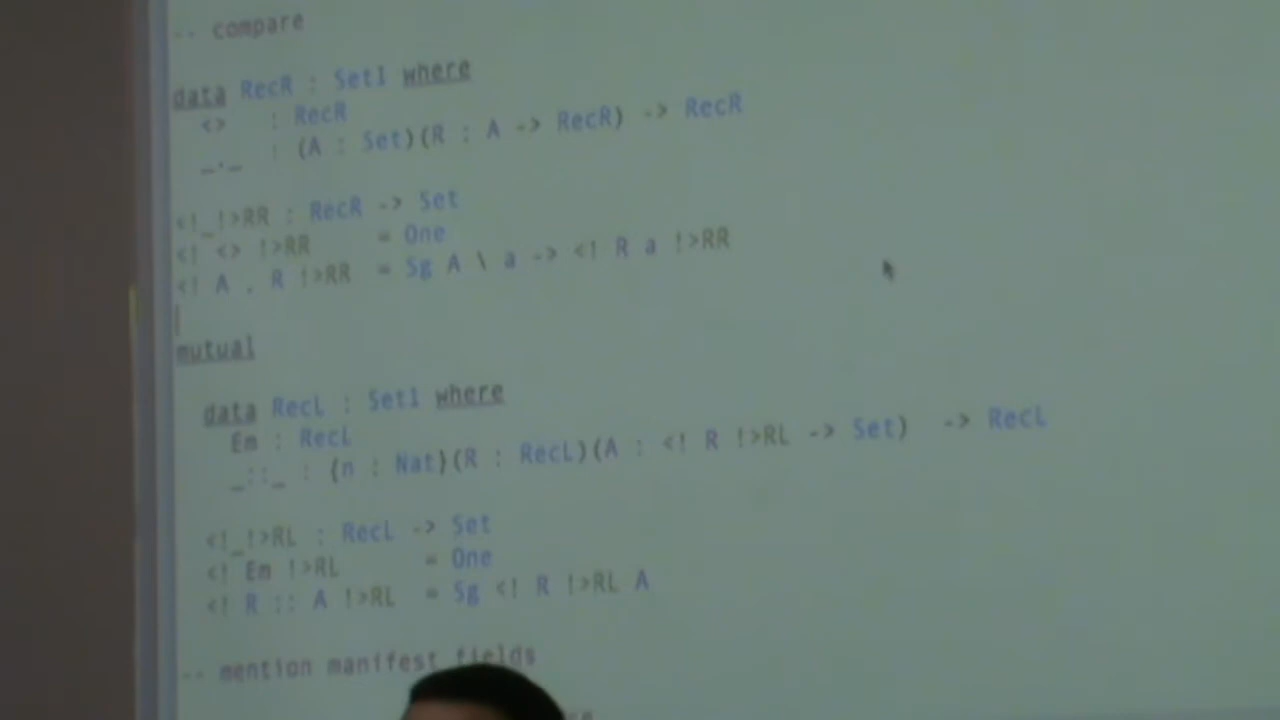 -- compare
data RecR : Set1 where
<> : RecR
_,_ : (A : Set)(R : A -> RecR) -> RecR
<!_!>RR : RecR -> Set
<! <> !>RR = One
<! A , R !>RR = Sg A \ a -> <! R a !>RR
mutual
data RecL : Set1 where
Em : RecL
_::_ : {n : Nat}(R : RecL)(A : <! R !>RL -> Set) -> RecL
<!_!>RL : RecL -> Set
<! Em !>RL = One
<! R :: A !>RL = Sg <! R !>RL A
-- mention manifest fields